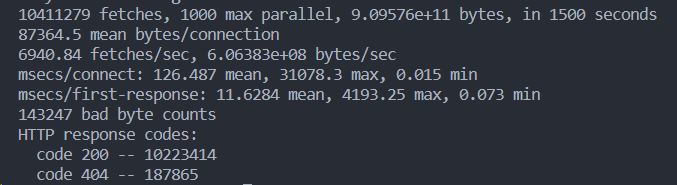 10411279 fetches, 1000 max parallel, 9.09576e+11 bytes, in 1500 seconds
87364.5 mean bytes/connection
6940.84 fetches/sec, 6.06383e+08 bytes/sec
msecs/connect: 126.487 mean, 31078.3 max, 0.015 min
msecs/first-response: 11.6284 mean, 4193.25 max, 0.073 min
143247 bad byte counts
HTTP response codes:
code 200 -- 10223414
code 404 -- 187865